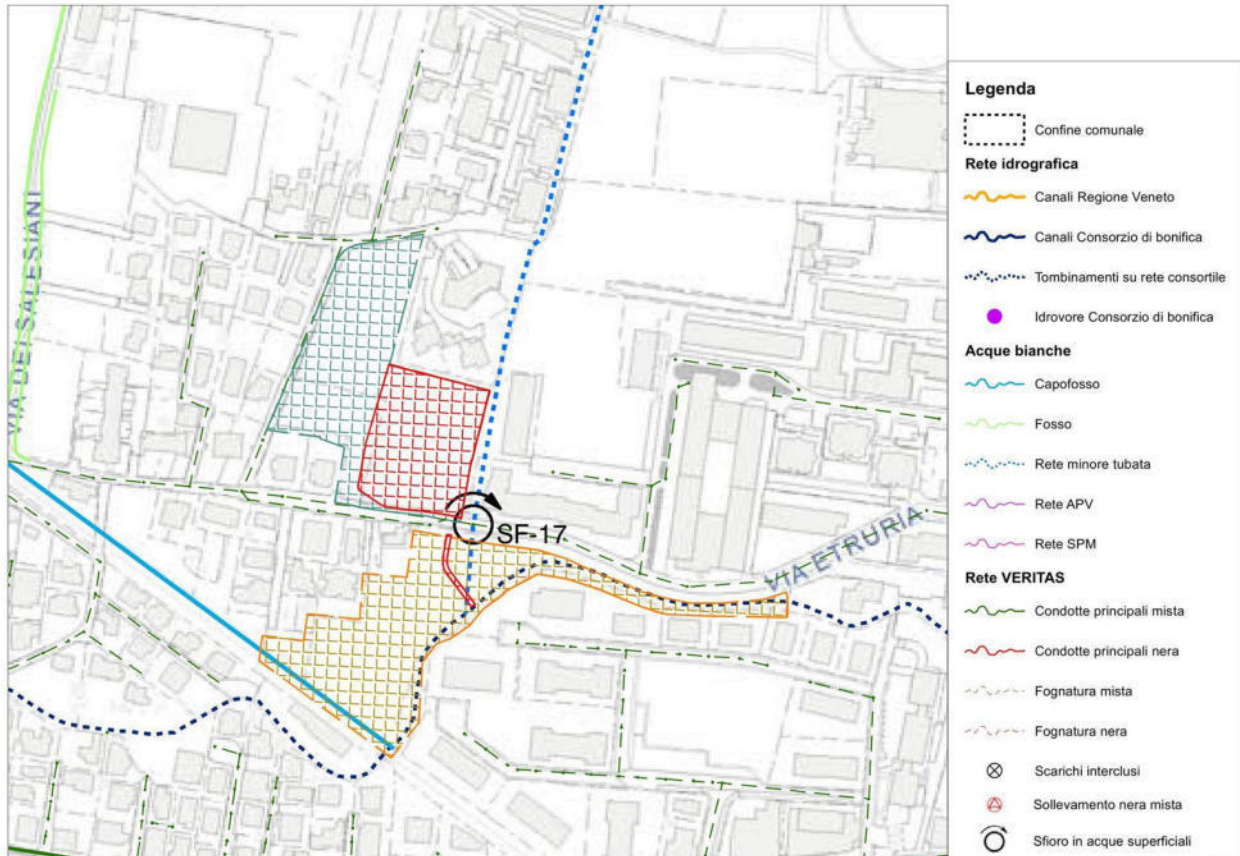 VIA DEI SALESIANI
SF-17
VIA ETRURIA
Legenda
Confine comunale
Rete idrografica
Canali Regione Veneto
Canali Consorzio di bonifica
Tombinamenti su rete consortile
Idrovore Consorzio di bonifica
Acque bianche
Capofosso
Fosso
Rete minore tubata
Rete APV
Rete SPM
Rete VERITAS
Condotte principali mista
Condotte principali nera
Fognatura mista
Fognatura nera
Scarichi interclusi
Sollevamento nera mista
Sfioro in acque superficiali